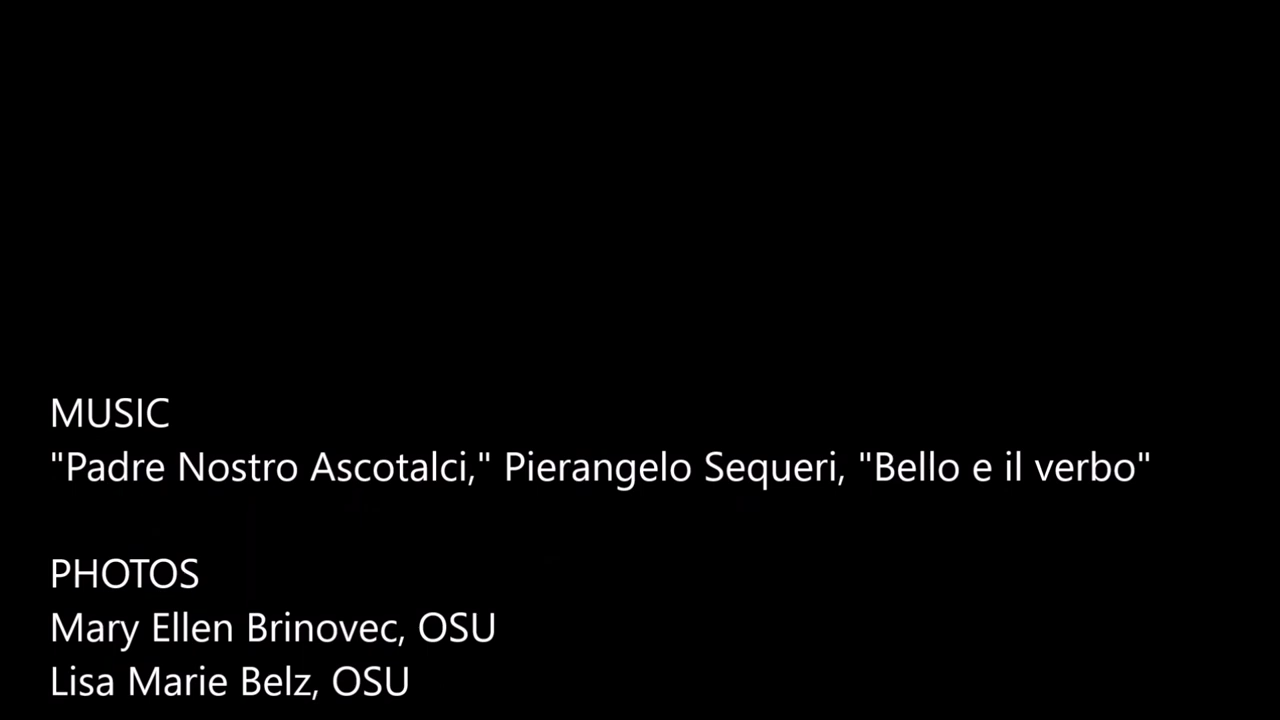 MUSIC
"Padre Nostro Ascotalci," Pierangelo Sequeri, "Bello e il verbo"
PHOTOS
Mary Ellen Brinovec, OSU
Lisa Marie Belz, OSU